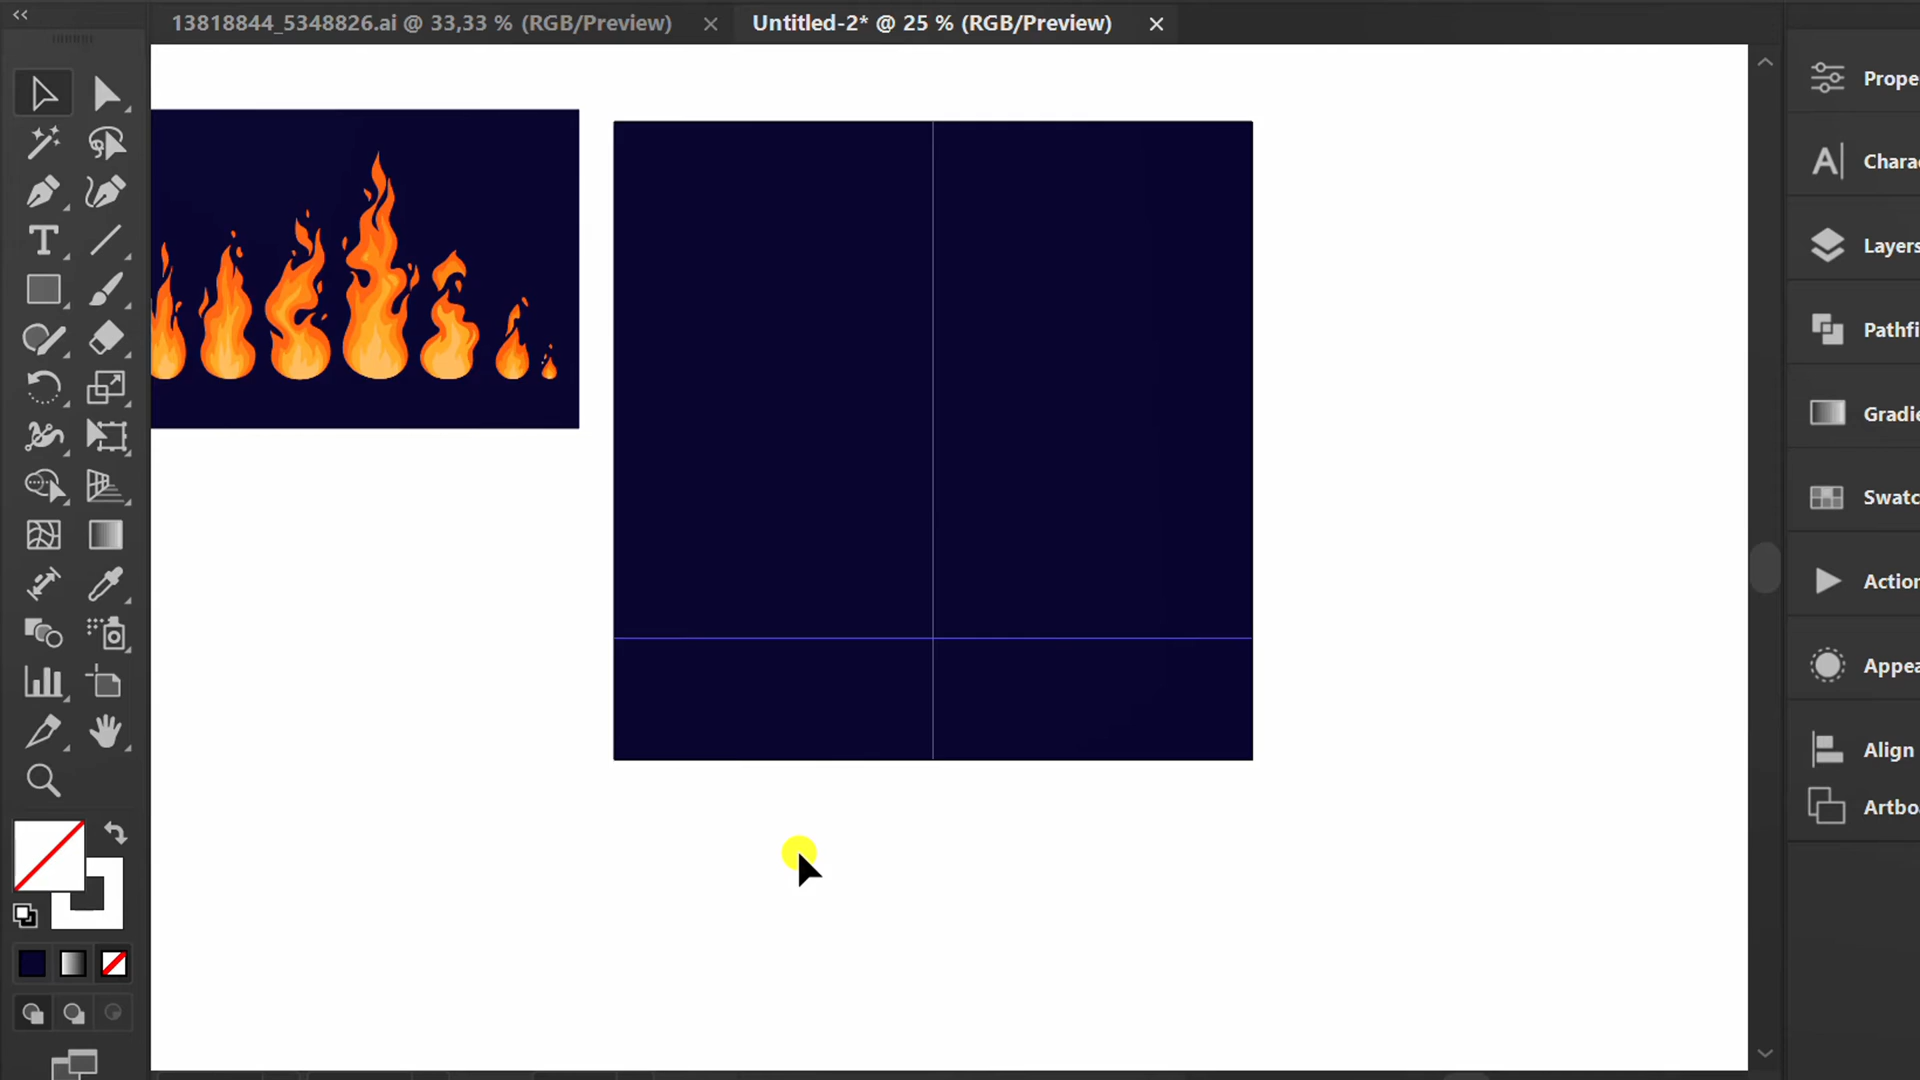 13818844_5348826.ai @ 33,33 % (RGB/Preview)
Untitled-2* @ 25 % (RGB/Preview)
Prope
Charac
Layers
Pathfi
Gradie
Swatc
Action
Appea
Align
Artbo